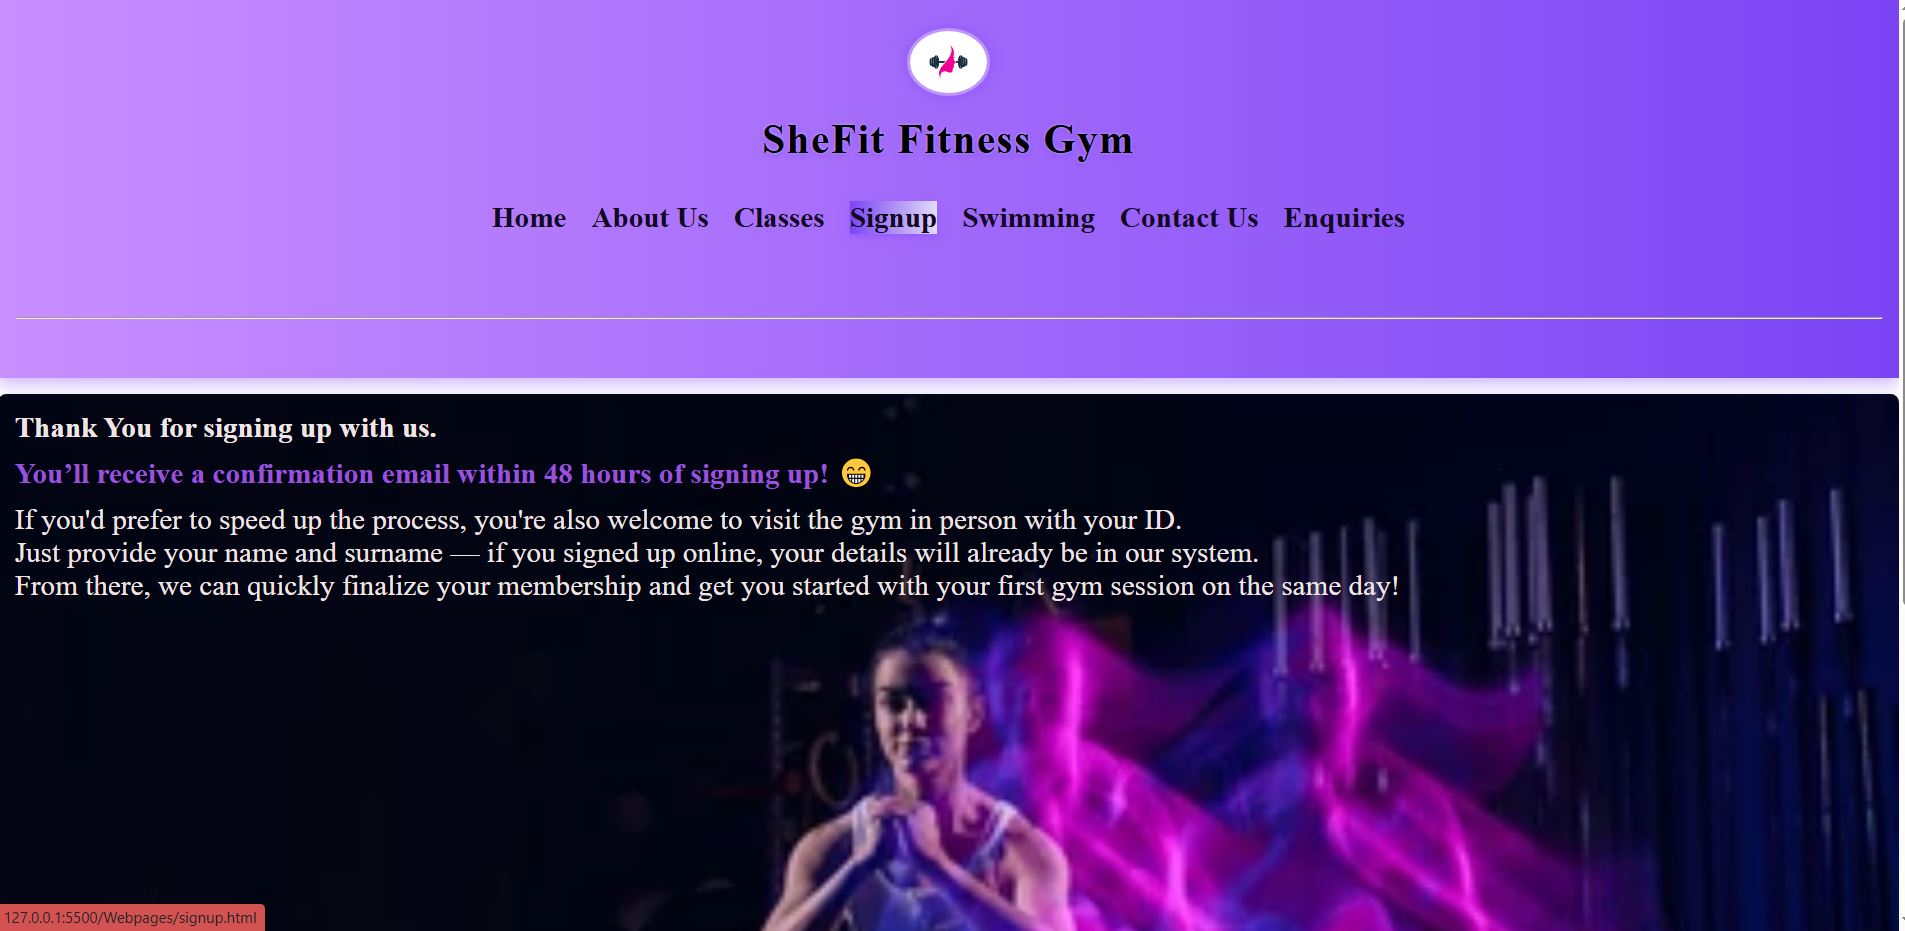 SheFit Fitness Gym
Home About Us Classes Signup Swimming Contact Us Enquiries
Thank You for signing up with us.
You’ll receive a confirmation email within 48 hours of signing up! 😁
If you'd prefer to speed up the process, you're also welcome to visit the gym in person with your ID.
Just provide your name and surname — if you signed up online, your details will already be in our system.
From there, we can quickly finalize your membership and get you started with your first gym session on the same day!
127.0.0.1:5500/Webpages/signup.html